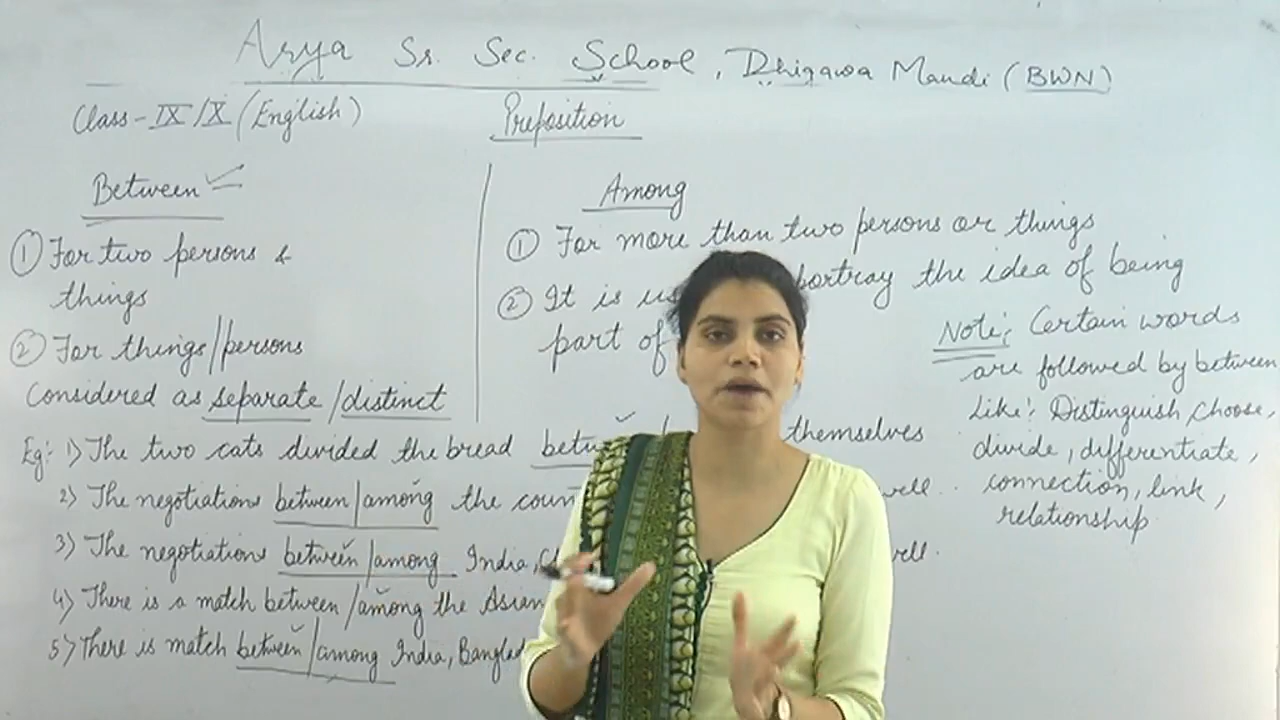 Arya Sr. Sec. School, Dhigawa Mandi (BWN)
Class - IX/X (English)
Preposition
Between
① For two persons &
things
② For things/persons
Considered as separate / distinct
Among
① For more than two persons or things
② It is portray the idea of being
part of
Note: Certain words
are followed by between
Like: Distinguish, choose,
divide, differentiate,
connection, link,
relationship
Eg: 1) The two cats divided the bread themselves
2) The negotiations between/among the well.
3) The negotiations between/among India,
4) There is a match between/among the Asian
5) There is match between/among India,